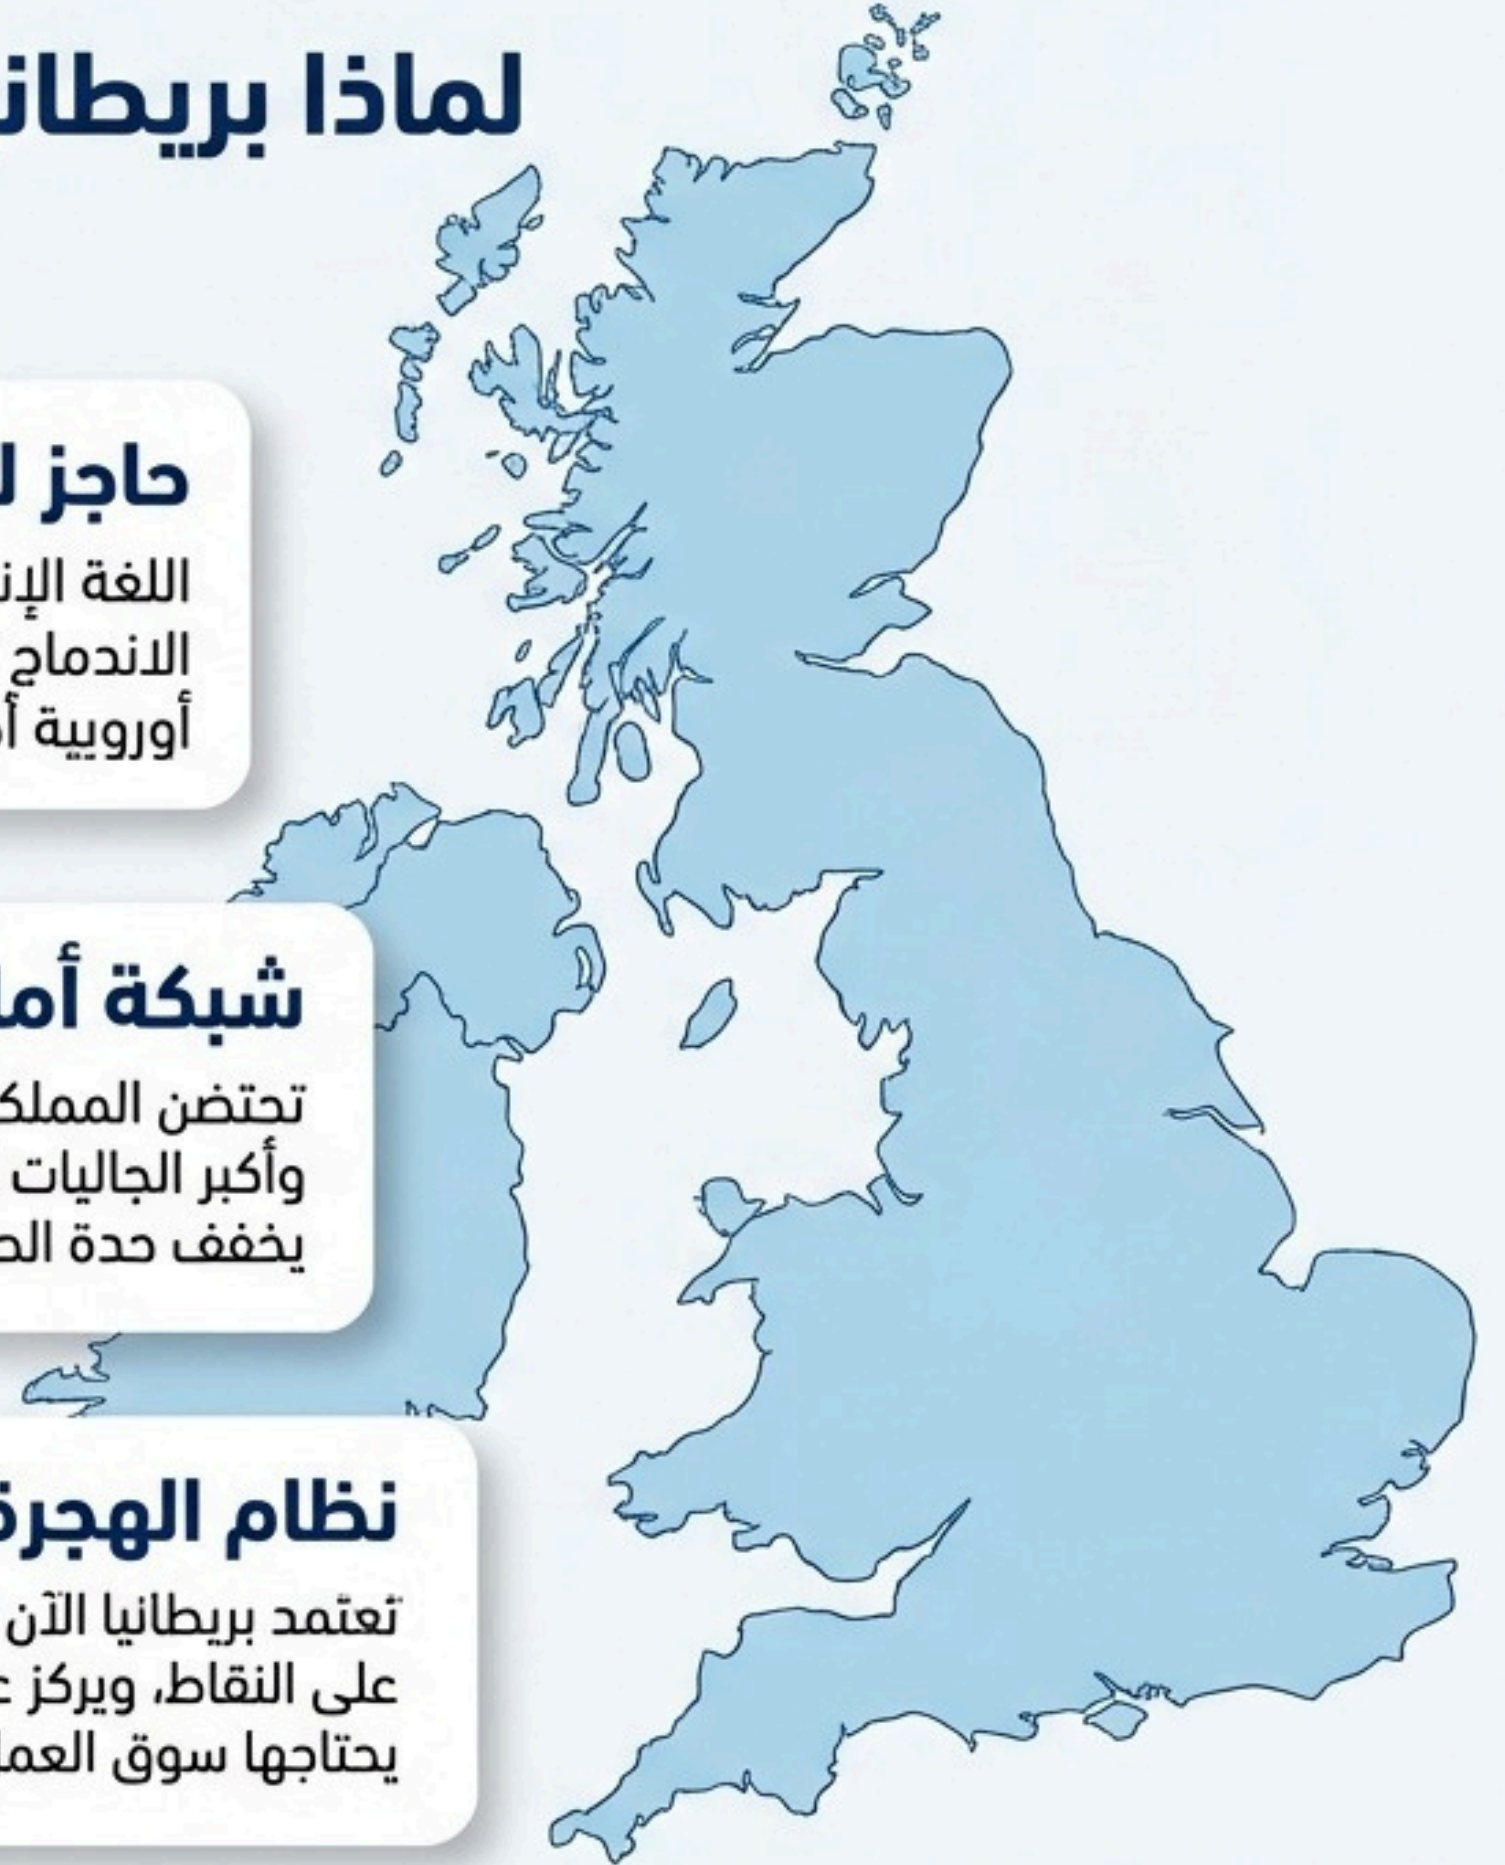 لماذا بريطان
حاجز ل
اللغة الإن
الاندماج
أوروبية أ
شبكة أما
تحتضن المملك
وأكبر الجاليات
يخفف حدة الص
نظام الهجرة
تعتمد بريطانيا الآن
على النقاط، ويركز ع
يحتاجها سوق العمل